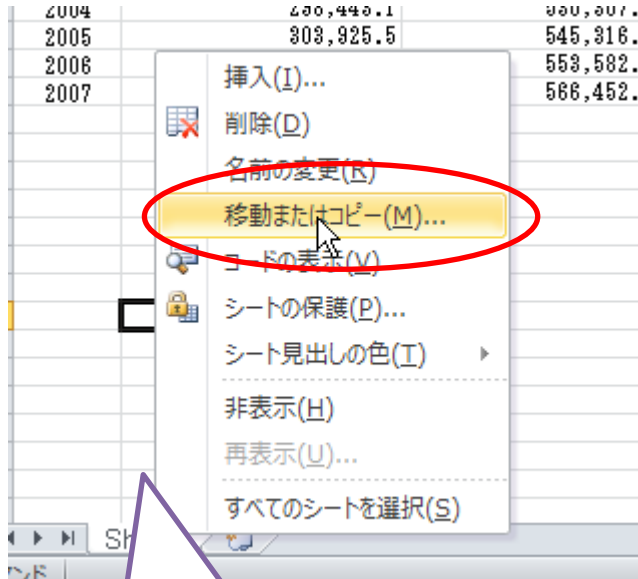 2004
2005 303,925.5 545,316.
2006 553,582.
2007 566,452.
挿入(I)...
削除(D)
名前の変更(R)
移動またはコピー(M)...
コードの表示(V)
シートの保護(P)...
シート見出しの色(T)
非表示(H)
再表示(U)...
すべてのシートを選択(S)
Sh